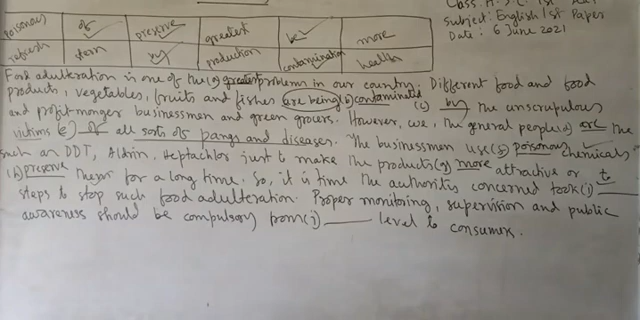 Class: H.S.C. 1st
Subject: English 1st Paper
Date: 6 June 2021
poisonous of preserve greatest be more
refresh stem by production contamination health
Food adulteration is one of the (a) greatest problems in our country. Different food and food
products, vegetables, fruits and fishes are being (b) contaminated (c) by the unscrupulous
and profit-monger businessmen and green grocers. However, we, the general people (d) are the
victims (e) of all sorts of pangs and diseases. The businessmen use (f) poisonous chemicals
such as DDT, Aldrin, Heptachlor just to make the products (g) more attractive or to
(h) preserve them for a long time. So, it is time the authorities concerned took (i) ___
steps to stop such food adulteration. Proper monitoring, supervision and public
awareness should be compulsory from (j) ___ level to consumers.